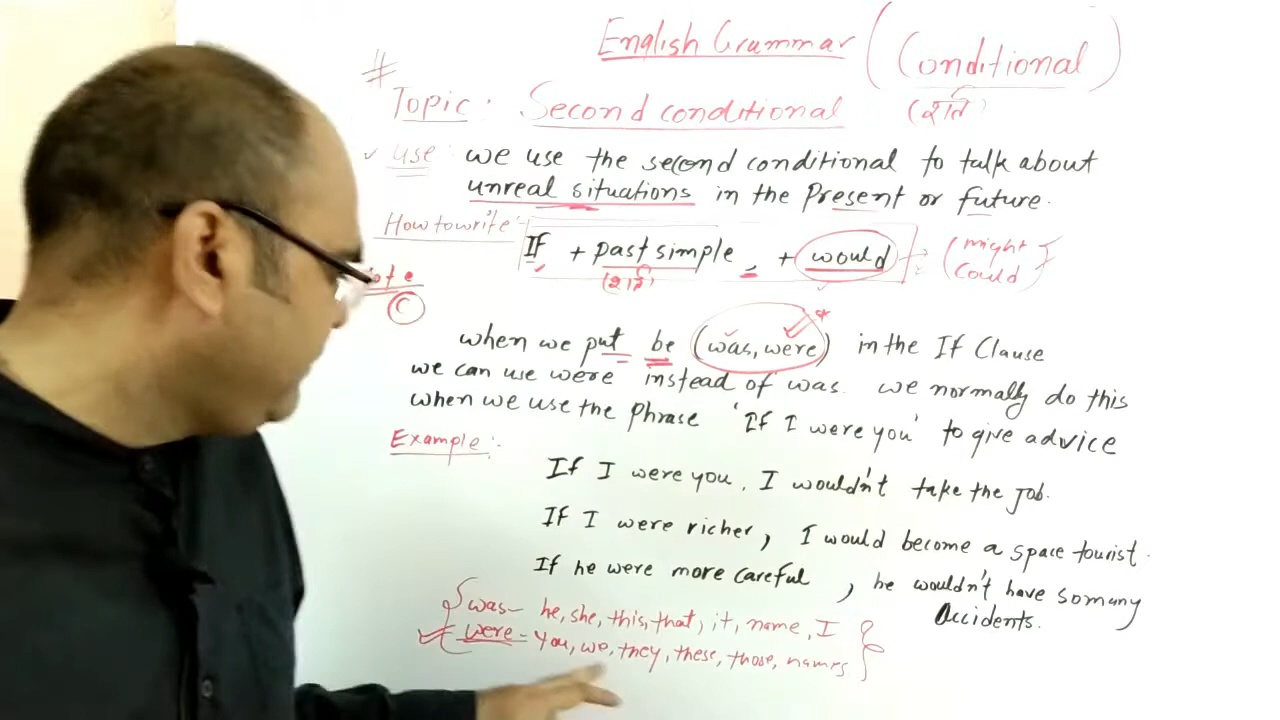 English Grammar (Conditional)
(शर्त)
# Topic: Second conditional
✓ Use: we use the second conditional to talk about
unreal situations in the Present or future.
How to write:-
If + past simple, + would (might
could)
(शर्त)
(C)
when we put be (was, were) in the If Clause
we can use were instead of was. we normally do this
when we use the phrase 'If I were you' to give advice
Example:-
If I were you, I wouldn't take the job.
If I were richer, I would become a space tourist.
If he were more careful, he wouldn't have so many
Accidents.
{was- he, she, this, that, it, name, I}
were- you, we, they, these, those, names